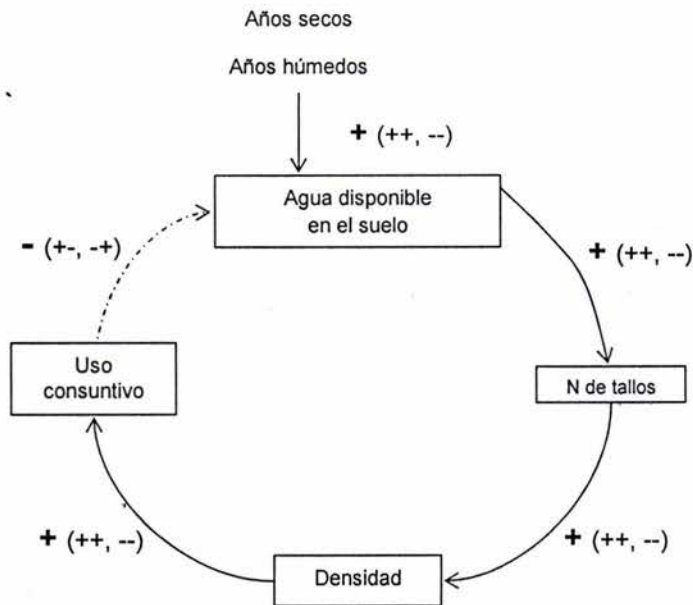 Años secos
Años húmedos
+ (++, --)
Agua disponible
en el suelo
- (+-, -+)
+ (++, --)
Uso
consuntivo
N de tallos
+ (++, --)
+ (++, --)
Densidad